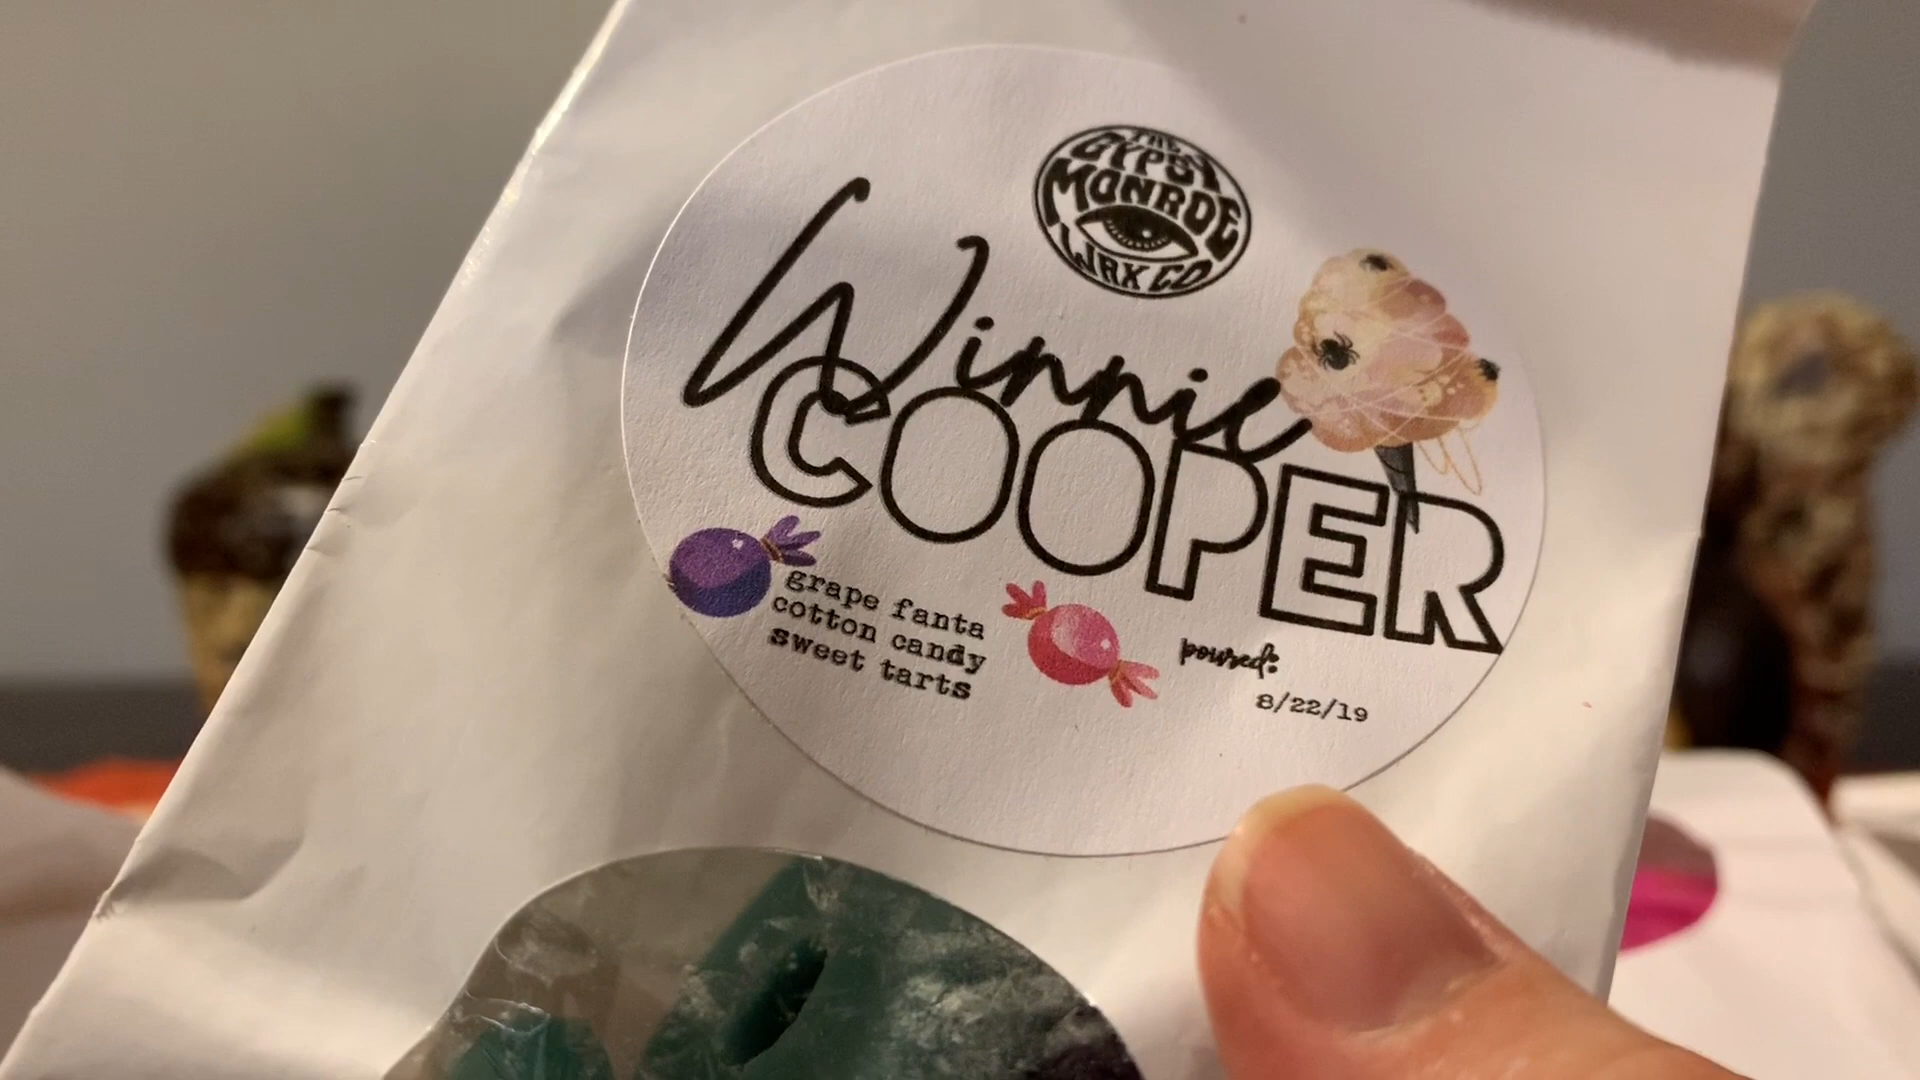 THE
GYPSY
MONROE
WAX CO
Winnie
COOPER
grape fanta
cotton candy
sweet tarts
poured:
8/22/19